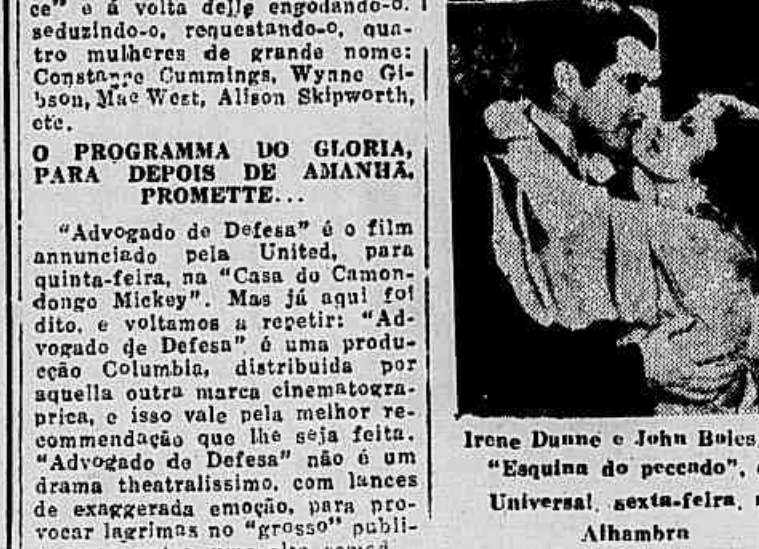 ce" e á volta delle engodando-o.
seduzindo-o, requestando-o, qua-
tro mulheres de grande nome:
Constance Cummings, Wynne Gi-
bson, Mae West, Alison Skipworth,
etc.
O PROGRAMMA DO GLORIA,
PARA DEPOIS DE AMANHÃ,
PROMETTE...
"Advogado de Defesa" é o film
annunciado pela United, para
quinta-feira, na "Casa do Camon-
dongo Mickey". Mas já aqui foi
dito, e voltamos a repetir: "Ad-
vogado de Defesa" é uma produ-
cção Columbia, distribuida por
aquella outra marca cinematogra-
prica, e isso vale pela melhor re-
commendação que lhe seja feita.
"Advogado de Defesa" não é um
drama theatralissimo, com lances
de exaggerada emoção, para pro-
vocar lagrimas no "grosso" publi-
Irene Dunne e John Boles,
"Esquina do peccado",
Universal, sexta-feira,
Alhambra